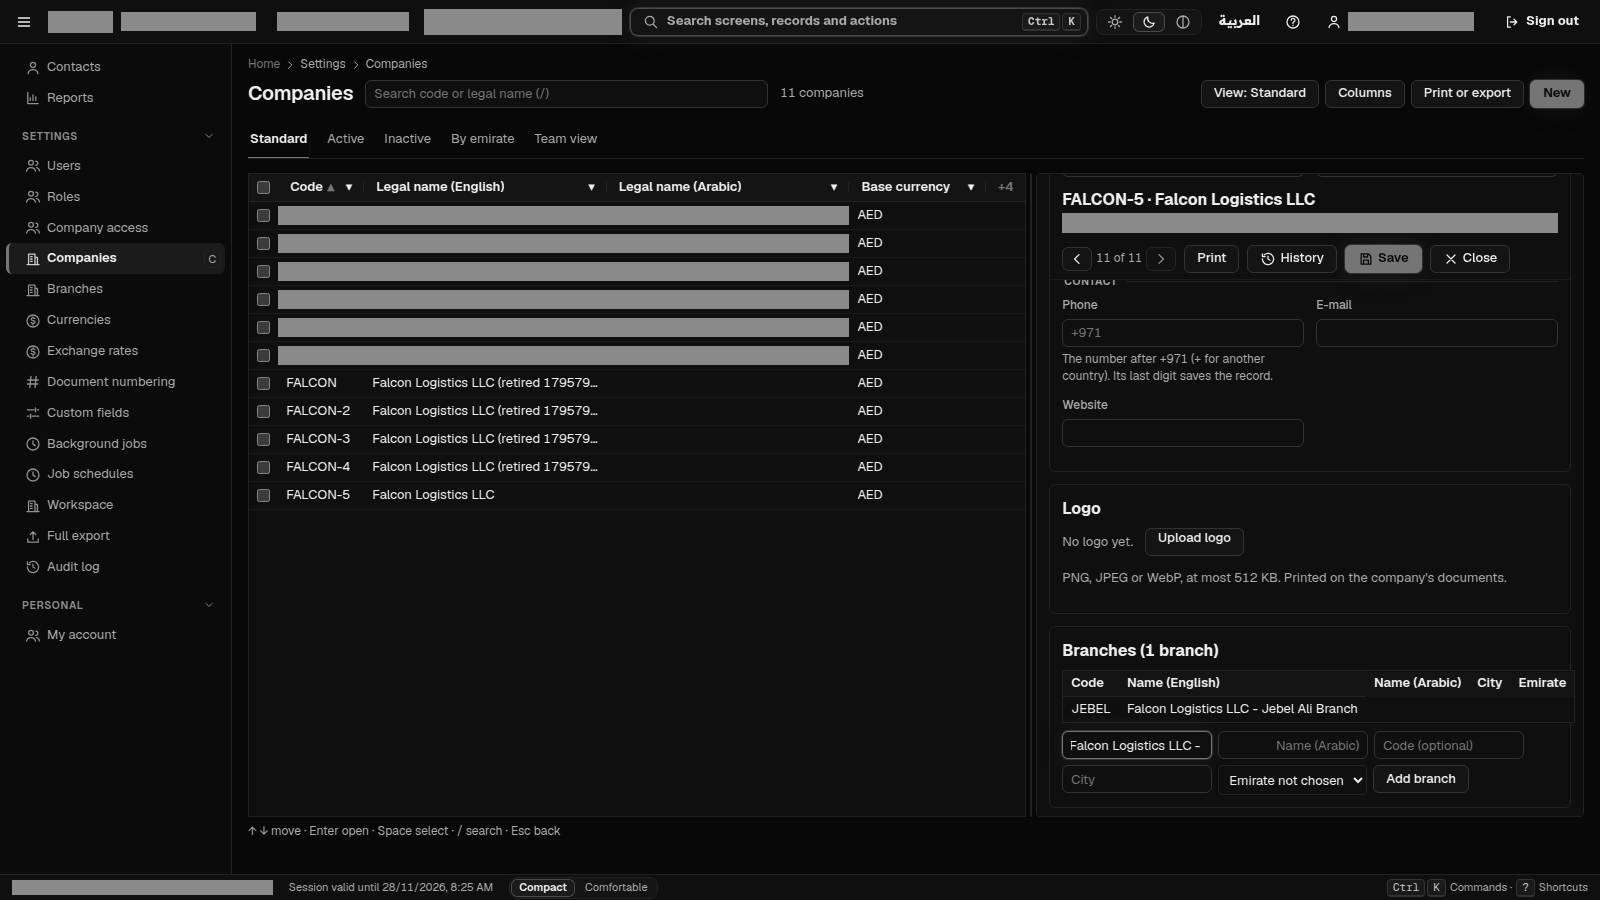 Search screens, records and actions
Ctrl K
العربية
Sign out
Contacts
Reports
SETTINGS
Users
Roles
Company access
Companies C
Branches
Currencies
Exchange rates
Document numbering
Custom fields
Background jobs
Job schedules
Workspace
Full export
Audit log
PERSONAL
My account
Home > Settings > Companies
Companies
Search code or legal name (/)
11 companies
View: Standard
Columns
Print or export
New
Standard Active Inactive By emirate Team view
Code ▲ ▼ Legal name (English) ▼ Legal name (Arabic) ▼ Base currency ▼ +4
AED
AED
AED
AED
AED
AED
FALCON Falcon Logistics LLC (retired 179579… AED
FALCON-2 Falcon Logistics LLC (retired 179579… AED
FALCON-3 Falcon Logistics LLC (retired 179579… AED
FALCON-4 Falcon Logistics LLC (retired 179579… AED
FALCON-5 Falcon Logistics LLC AED
↑↓ move · Enter open · Space select · / search · Esc back
FALCON-5 · Falcon Logistics LLC
11 of 11
Print
History
Save
Close
CONTACT
Phone E-mail
+971
The number after +971 (+ for another
country). Its last digit saves the record.
Website
Logo
No logo yet. Upload logo
PNG, JPEG or WebP, at most 512 KB. Printed on the company's documents.
Branches (1 branch)
Code Name (English) Name (Arabic) City Emirate
JEBEL Falcon Logistics LLC - Jebel Ali Branch
Falcon Logistics LLC - Name (Arabic) Code (optional)
City Emirate not chosen Add branch
Session valid until 28/11/2026, 8:25 AM
Compact Comfortable
Ctrl K Commands · ? Shortcuts